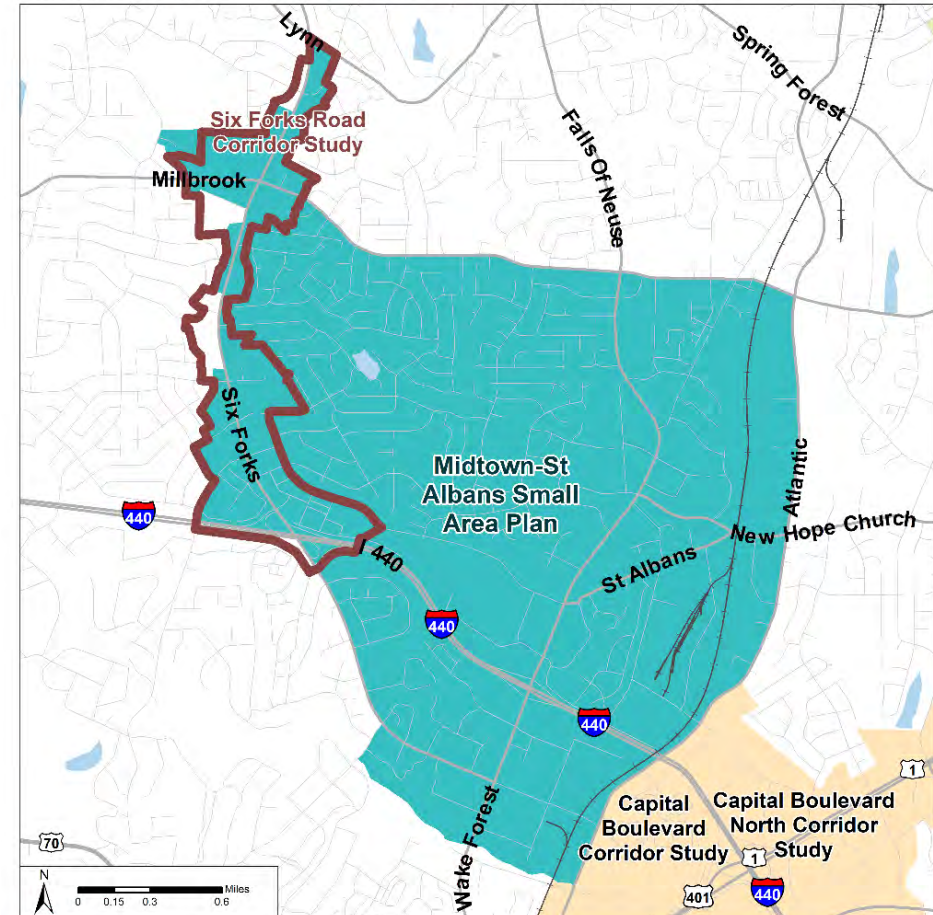 Lynn
Spring Forest
Six Forks Road
Corridor Study
Falls Of Neuse
Millbrook
Six Forks
Midtown-St
Albans Small
Area Plan
Atlantic
440
New Hope Church
I 440
St Albans
440
440
Capital
Boulevard
Corridor Study
Capital Boulevard
North Corridor
Study
1
1
70
Wake Forest
401
440
N
Miles
0 0.15 0.3 0.6